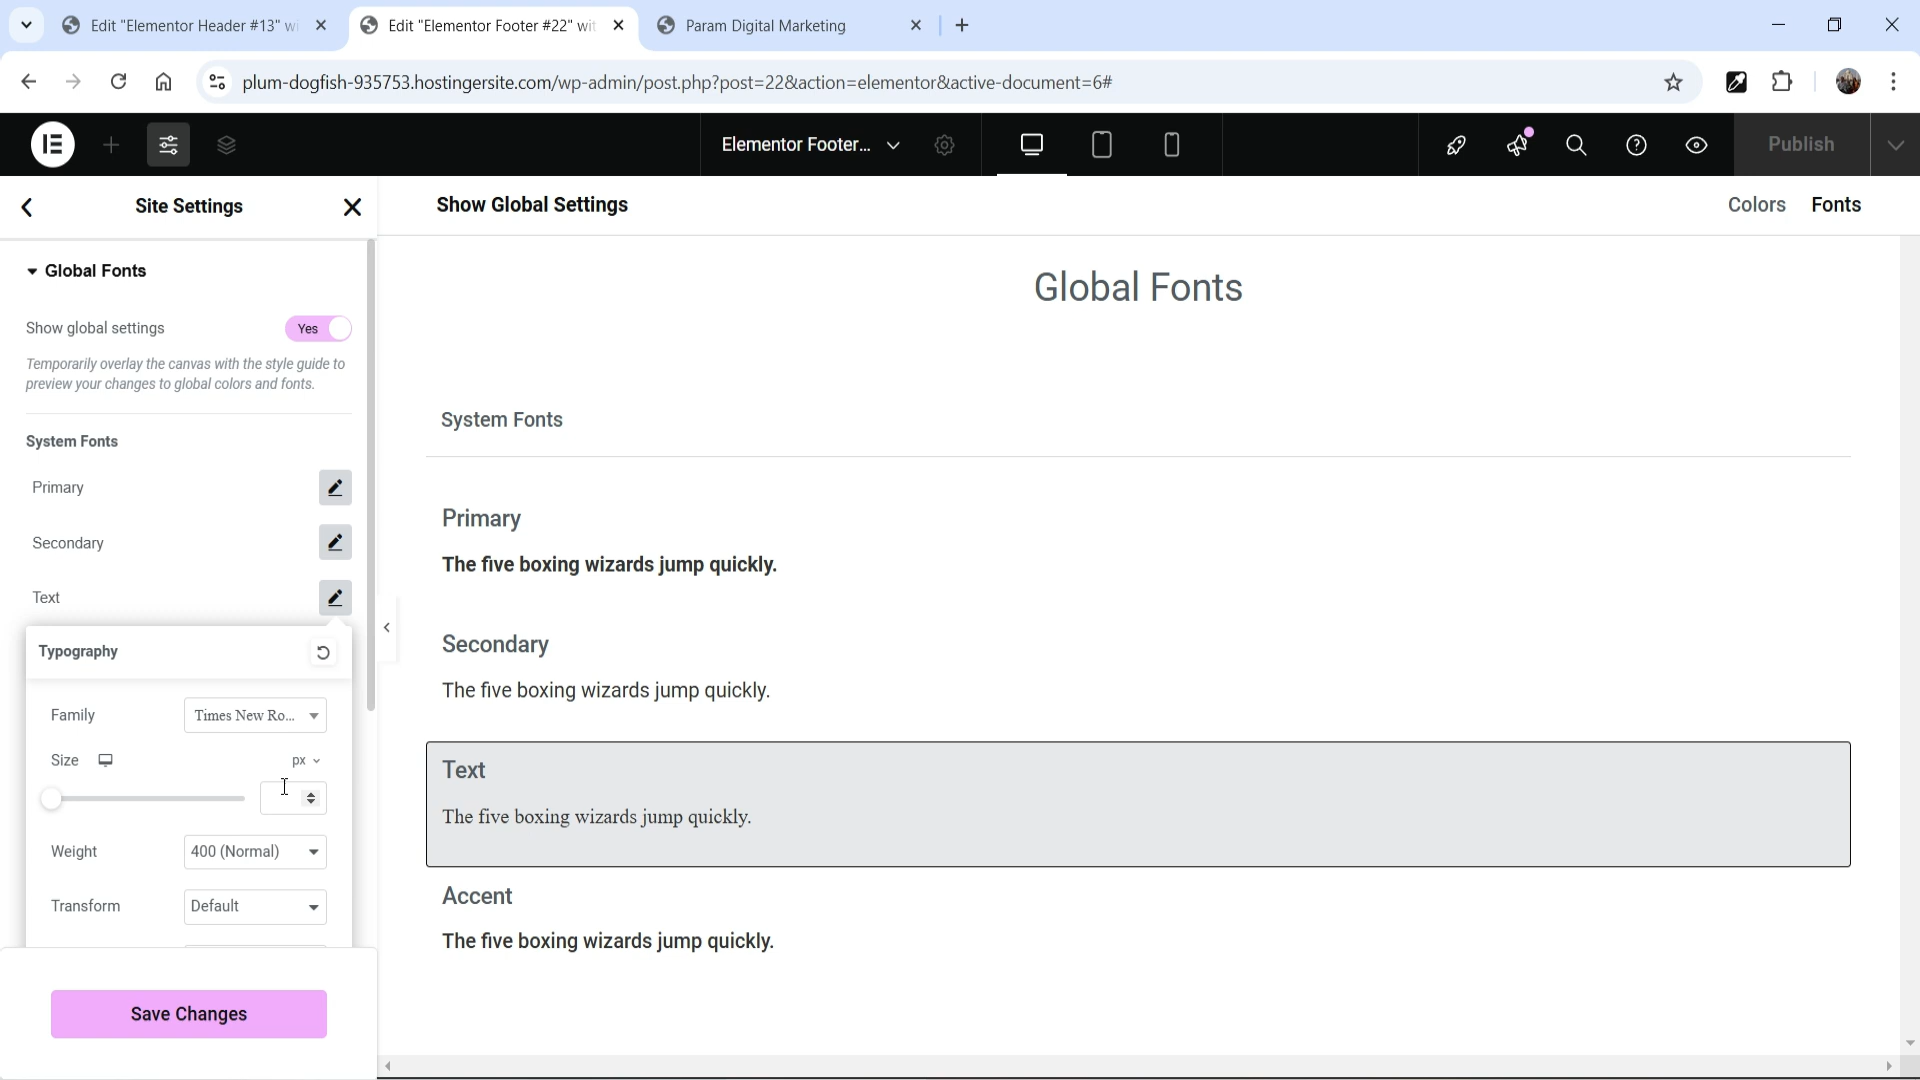 Edit "Elementor Header #13" wi
Edit "Elementor Footer #22" wit
Param Digital Marketing
plum-dogfish-935753.hostingersite.com/wp-admin/post.php?post=22&action=elementor&active-document=6#
Elementor Footer...
Publish
Site Settings
Show Global Settings
Colors
Fonts
Global Fonts
Show global settings
Yes
Temporarily overlay the canvas with the style guide to
preview your changes to global colors and fonts.
System Fonts
Primary
Secondary
Text
Typography
Family
Times New Ro...
Size
px
Weight
400 (Normal)
Transform
Default
Save Changes
Global Fonts
System Fonts
Primary
The five boxing wizards jump quickly.
Secondary
The five boxing wizards jump quickly.
Text
The five boxing wizards jump quickly.
Accent
The five boxing wizards jump quickly.